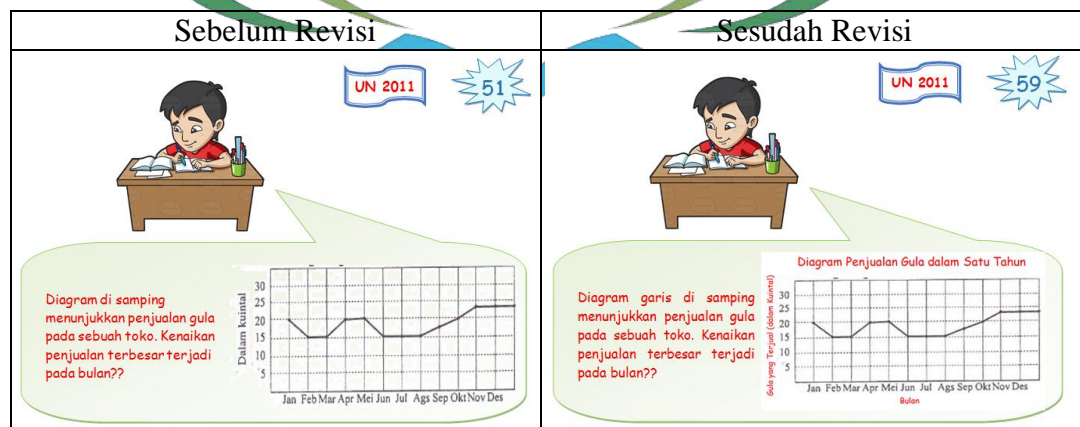 Sebelum Revisi
UN 2011
51
Diagram di samping
menunjukkan penjualan gula
pada sebuah toko. Kenaikan
penjualan terbesar terjadi
pada bulan??
Dalam kuintal
30
25
20
15
10
5
Jan Feb Mar Apr Mei Jun Jul Ags Sep Okt Nov Des
Sesudah Revisi
UN 2011
59
Diagram garis di samping
menunjukkan penjualan gula
pada sebuah toko. Kenaikan
penjualan terbesar terjadi
pada bulan??
Diagram Penjualan Gula dalam Satu Tahun
Gula yang Terjual (dalam Kuintal)
30
25
20
15
10
5
Jan Feb Mar Apr Mei Jun Jul Ags Sep Okt Nov Des
Bulan